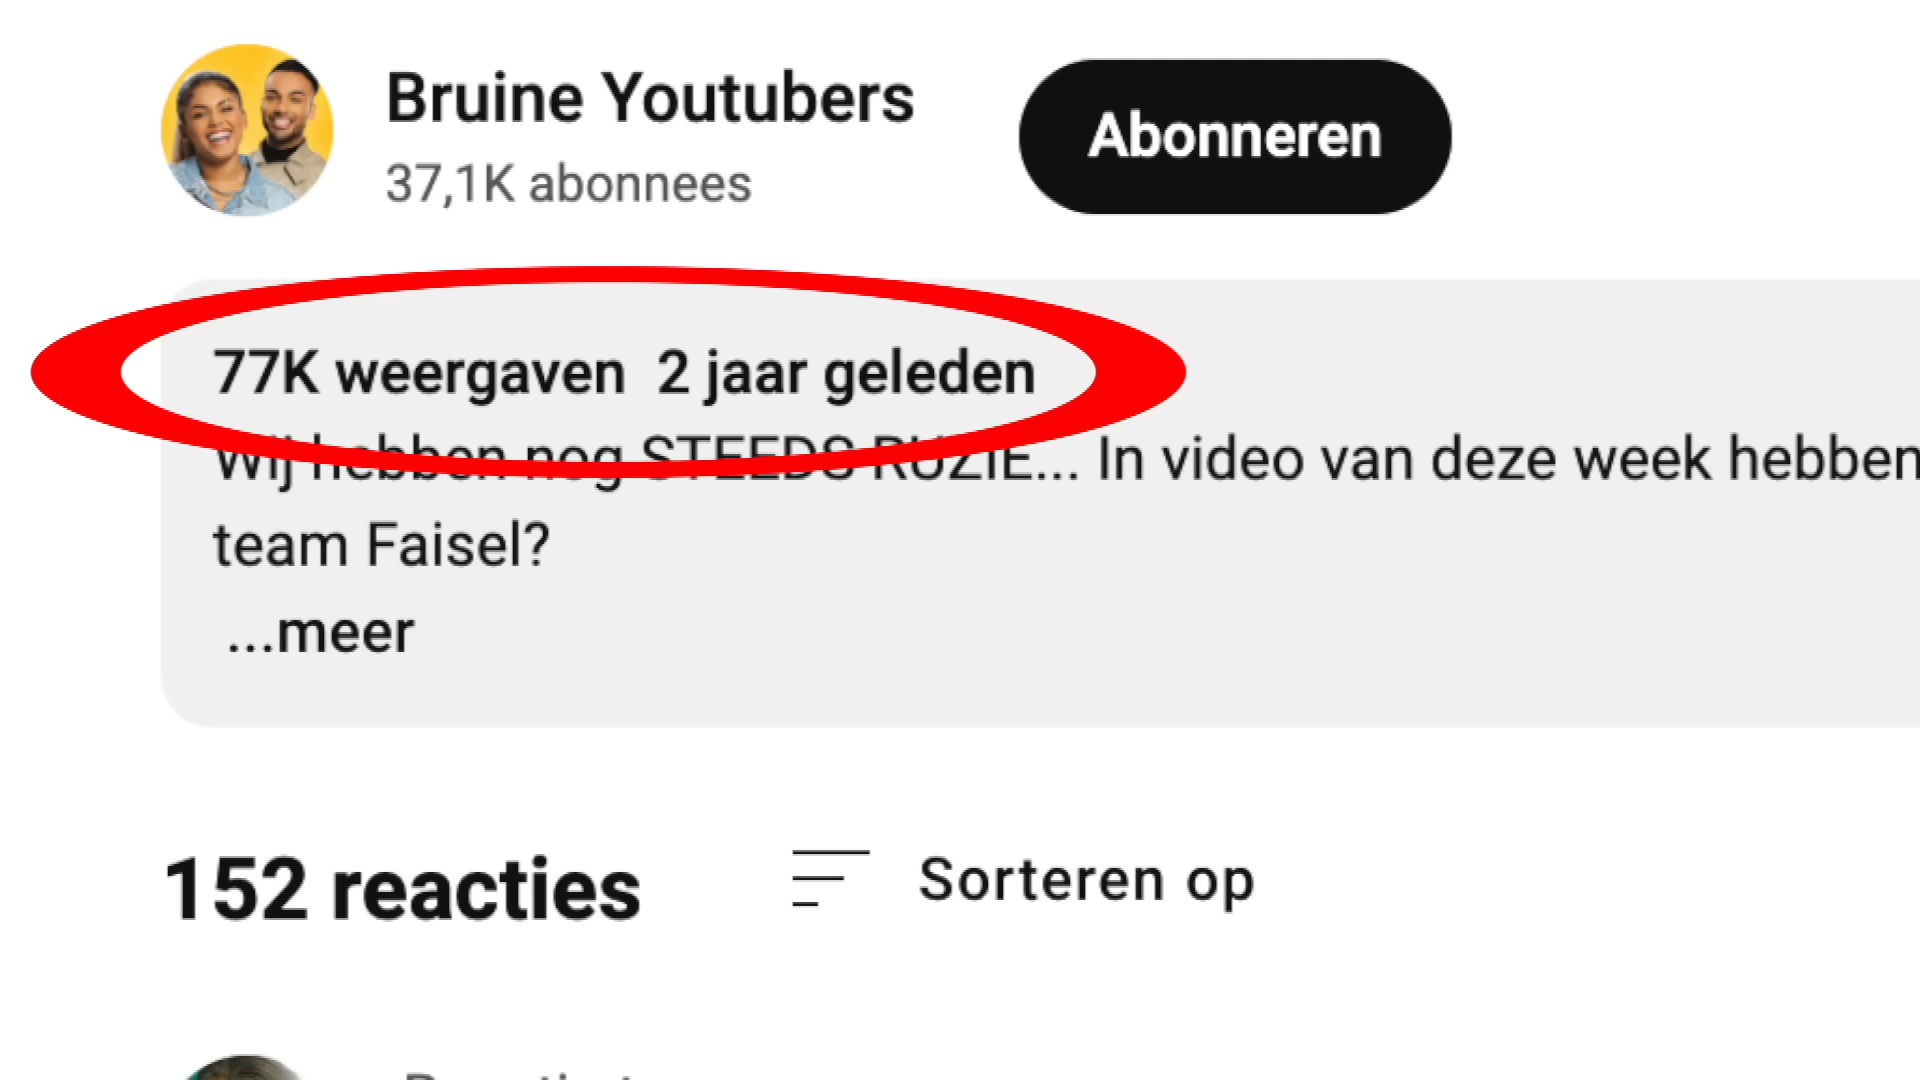 Bruine Youtubers
37,1K abonnees
Abonneren
77K weergaven 2 jaar geleden
Wij hebben nog STEEDS RUZIE... In video van deze week hebben
team Faisel?
...meer
152 reacties
Sorteren op